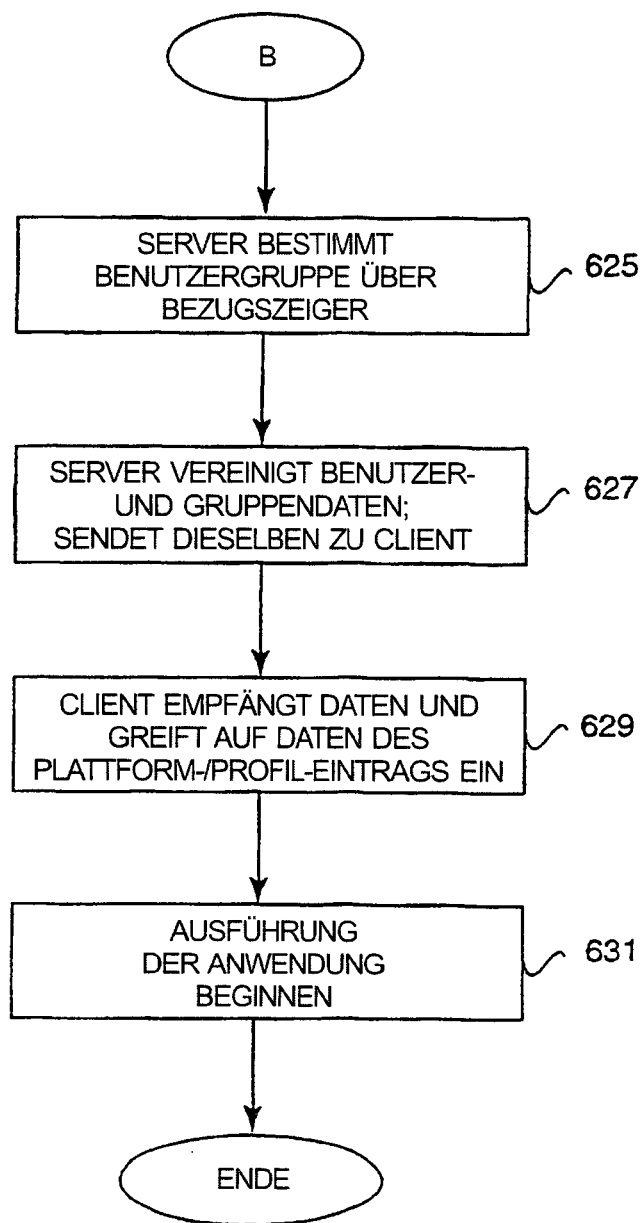 B
SERVER BESTIMMT
BENUTZERGRUPPE ÜBER
BEZUGSZEIGER
625
SERVER VEREINIGT BENUTZER-
UND GRUPPENDATEN;
SENDET DIESELBEN ZU CLIENT
627
CLIENT EMPFÄNGT DATEN UND
GREIFT AUF DATEN DES
PLATTFORM-/PROFIL-EINTRAGS EIN
629
AUSFÜHRUNG
DER ANWENDUNG
BEGINNEN
631
ENDE